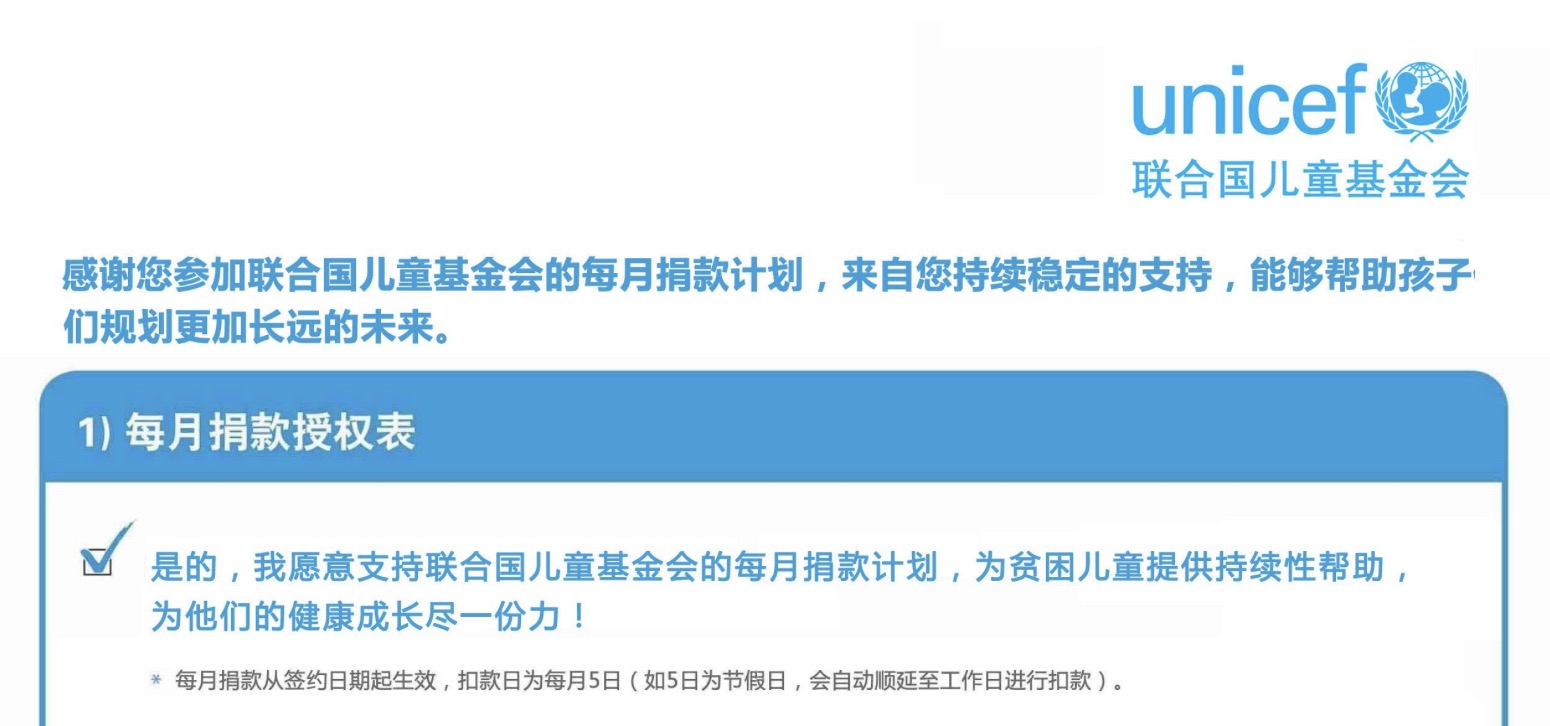 unicef
联合国儿童基金会
感谢您参加联合国儿童基金会的每月捐款计划，来自您持续稳定的支持，能够帮助孩子
们规划更加长远的未来。
1) 每月捐款授权表
是的，我愿意支持联合国儿童基金会的每月捐款计划，为贫困儿童提供持续性帮助，
为他们的健康成长尽一份力！
* 每月捐款从签约日期起生效，扣款日为每月5日（如5日为节假日，会自动顺延至工作日进行扣款）。